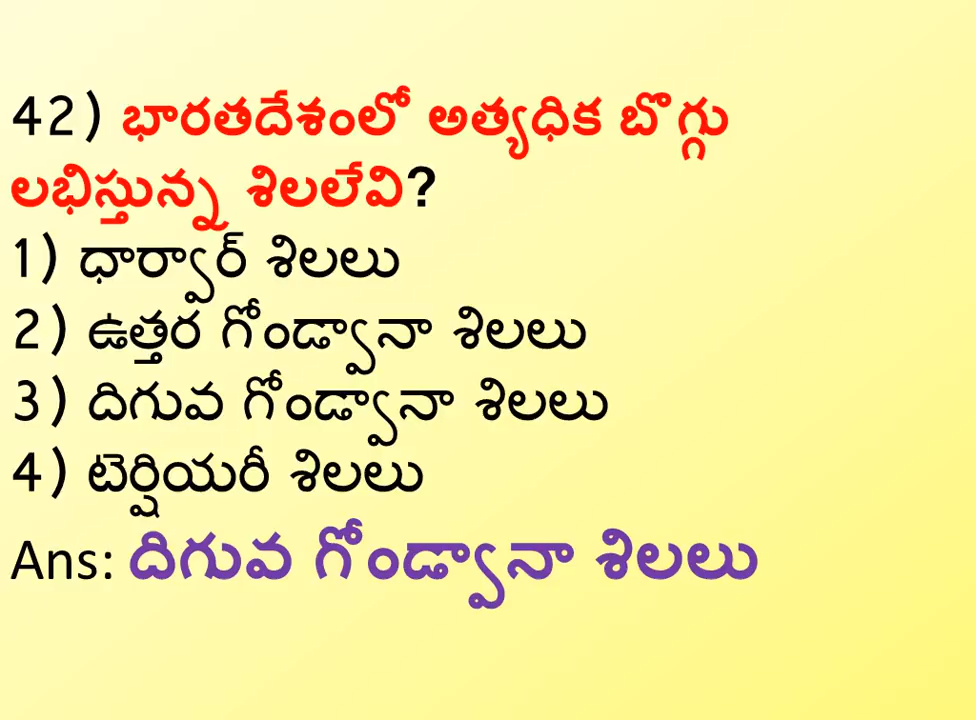 42) భారతదేశంలో అత్యధిక బొగ్గు
లభిస్తున్న శిలలేవి?
1) ధార్వార్ శిలలు
2) ఉత్తర గోండ్వానా శిలలు
3) దిగువ గోండ్వానా శిలలు
4) టెర్షియరీ శిలలు
Ans: దిగువ గోండ్వానా శిలలు